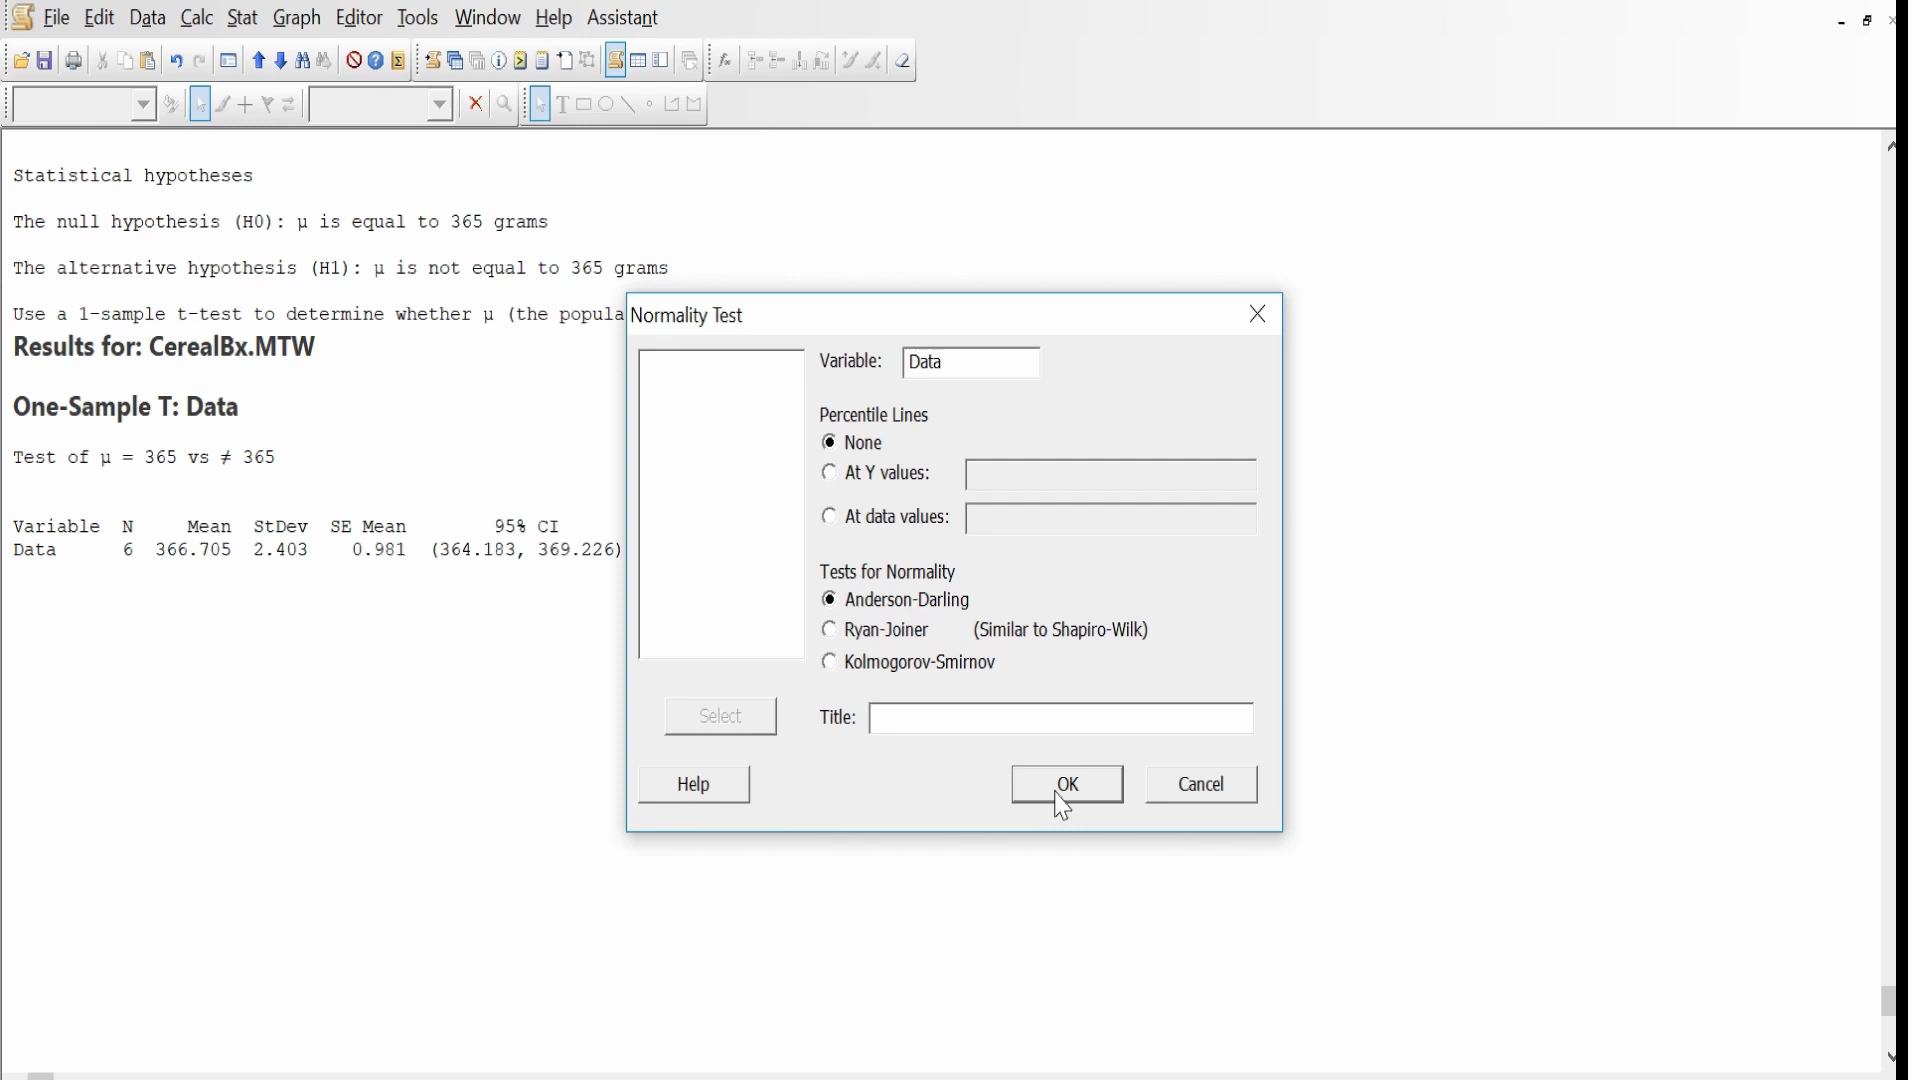 File Edit Data Calc Stat Graph Editor Tools Window Help Assistant
Statistical hypotheses
The null hypothesis (H0): μ is equal to 365 grams
The alternative hypothesis (H1): μ is not equal to 365 grams
Use a 1-sample t-test to determine whether μ (the popula
Results for: CerealBx.MTW
One-Sample T: Data
Test of μ = 365 vs ≠ 365
Variable N Mean StDev SE Mean 95% CI
Data 6 366.705 2.403 0.981 (364.183, 369.226)
Normality Test
Variable: Data
Percentile Lines
None
At Y values:
At data values:
Tests for Normality
Anderson-Darling
Ryan-Joiner (Similar to Shapiro-Wilk)
Kolmogorov-Smirnov
Select
Title:
Help OK Cancel